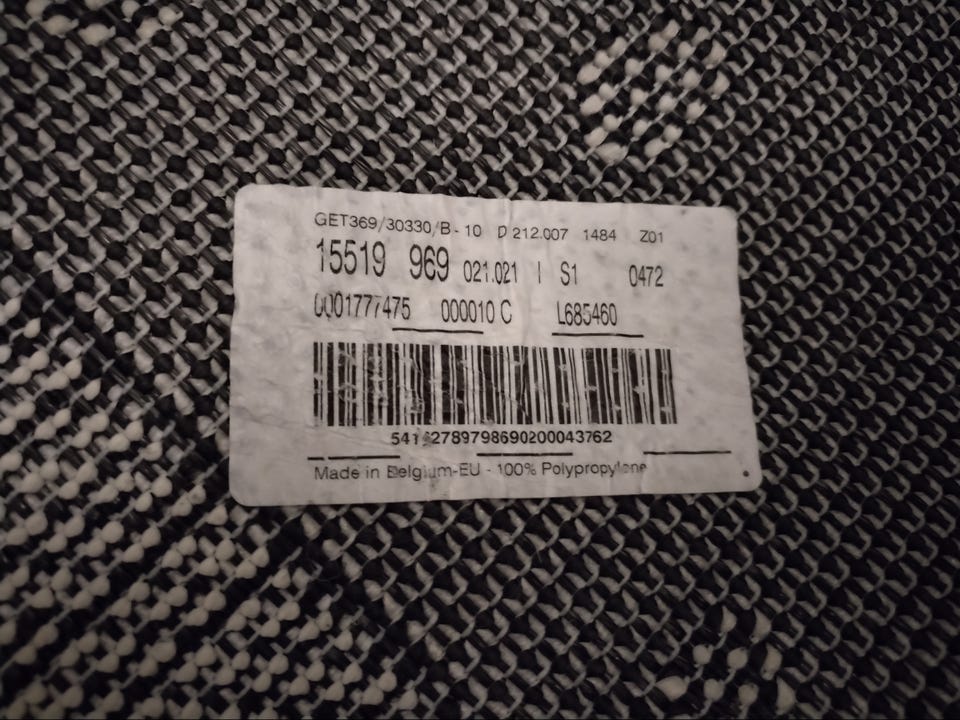 GET369/30330/B - 10 D 212.007 1484 Z01
15519 969 021.021 I S1 0472
0001777475 000010 C L685460
Made in Belgium-EU - 100% Polypropylene